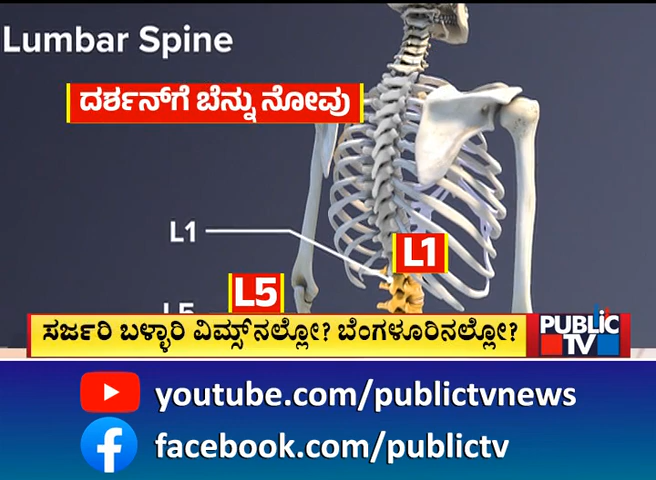 Lumbar Spine
ದರ್ಶನ್‌ಗೆ ಬೆನ್ನು ನೋವು
L1
L1
L5
L5
ಸರ್ಜರಿ ಬಳ್ಳಾರಿ ವಿಮ್ಸ್‌ನಲ್ಲೋ? ಬೆಂಗಳೂರಿನಲ್ಲೋ?
PUBLiC
TV
youtube.com/publictvnews
facebook.com/publictv